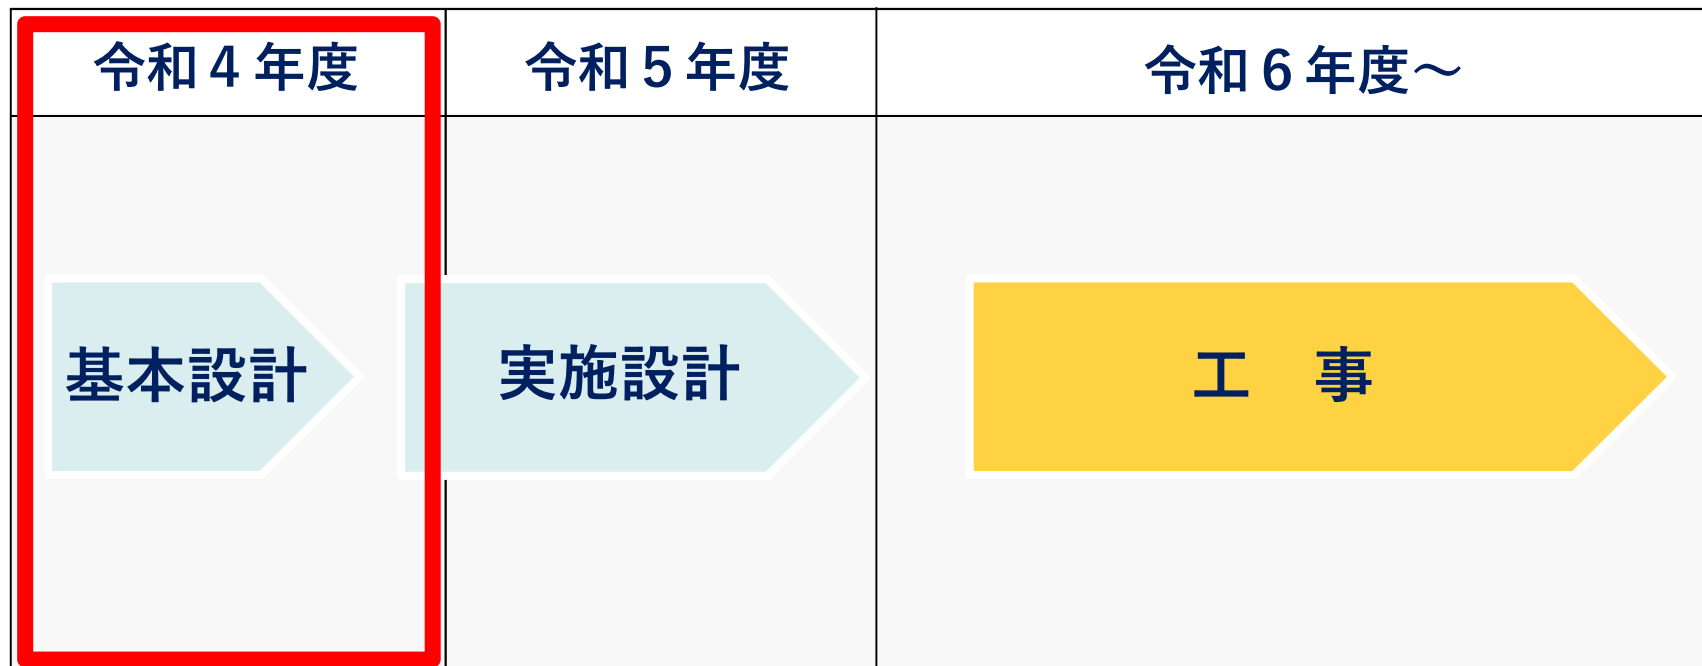 令和４年度
令和５年度
令和６年度～
基本設計
実施設計
工　事